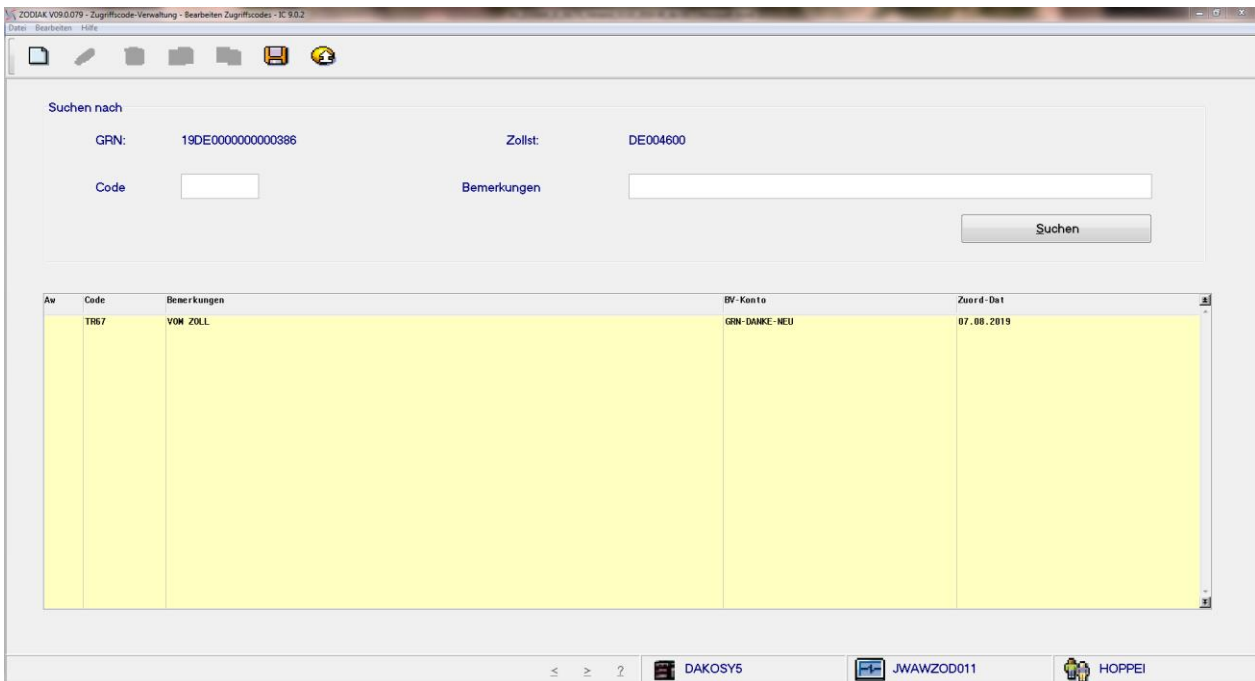 ZODIAK V09.0.079 - Zugriffscode-Verwaltung - Bearbeiten Zugriffscodes - IC 9.0.2
Datei Bearbeiten Hilfe
Suchen nach
GRN: 19DE0000000000386 Zollst: DE004600
Code Bemerkungen
Suchen
Aw Code Bemerkungen BV-Konto Zuord-Dat
TR67 VOM ZOLL GRN-DANKE-NEU 07.08.2019
≤ ≥ ? DAKOSY5 JWAWZOD011 HOPPEI